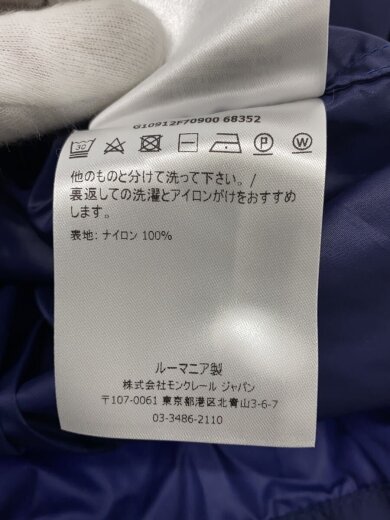 G10912F70900 68352
30 P W
他のものと分けて洗って下さい。/
裏返しての洗濯とアイロンがけをおすすめ
します。
表地: ナイロン 100%
ルーマニア製
株式会社モンクレール ジャパン
〒107-0061 東京都港区北青山3-6-7
03-3486-2110